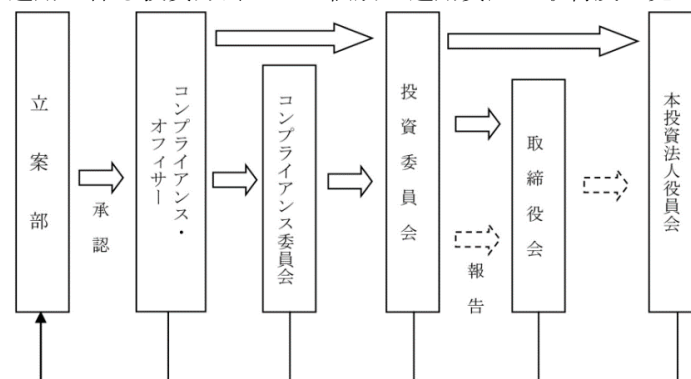 立案部
承認
コンプライアンス・
オフィサー
コンプライアンス委員会
投資委員会
報告
取締役会
本投資法人役員会